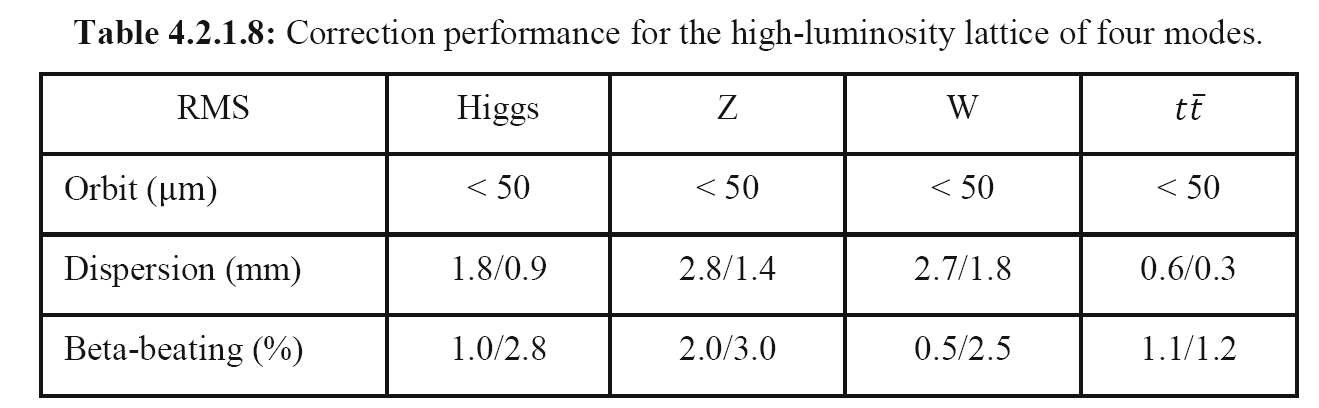 Table 4.2.1.8: Correction performance for the high-luminosity lattice of four modes.
RMS Higgs Z W tt̄
Orbit (μm) < 50 < 50 < 50 < 50
Dispersion (mm) 1.8/0.9 2.8/1.4 2.7/1.8 0.6/0.3
Beta-beating (%) 1.0/2.8 2.0/3.0 0.5/2.5 1.1/1.2